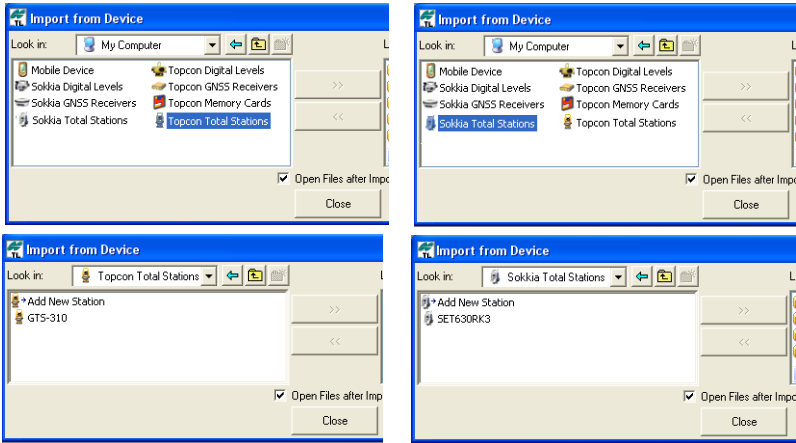 Import from Device
Look in: My Computer L
Mobile Device Topcon Digital Levels
Sokkia Digital Levels Topcon GNSS Receivers
Sokkia GNSS Receivers Topcon Memory Cards
Sokkia Total Stations Topcon Total Stations
>>
<<
Open Files after Impo
Close
Import from Device
Look in: My Computer L
Mobile Device Topcon Digital Levels
Sokkia Digital Levels Topcon GNSS Receivers
Sokkia GNSS Receivers Topcon Memory Cards
Sokkia Total Stations Topcon Total Stations
>>
<<
Open Files after Impo
Close
Import from Device
Look in: Topcon Total Stations L
Add New Station
GTS-310
>>
<<
Open Files after Imp
Close
Import from Device
Look in: Sokkia Total Stations L
Add New Station
SET630RK3
>>
<<
Open Files after Impo
Close